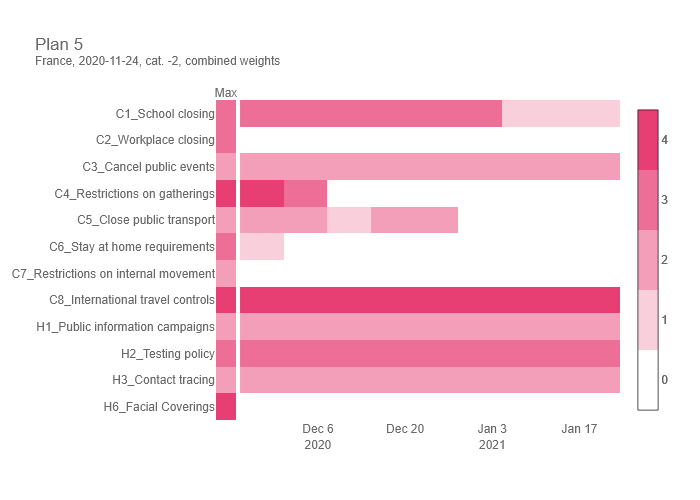 Plan 5
France, 2020-11-24, cat. -2, combined weights
Max
C1_School closing
C2_Workplace closing
C3_Cancel public events
C4_Restrictions on gatherings
C5_Close public transport
C6_Stay at home requirements
C7_Restrictions on internal movement
C8_International travel controls
H1_Public information campaigns
H2_Testing policy
H3_Contact tracing
H6_Facial Coverings
4
3
2
1
0
Dec 6 Dec 20 Jan 3 Jan 17
2020 2021